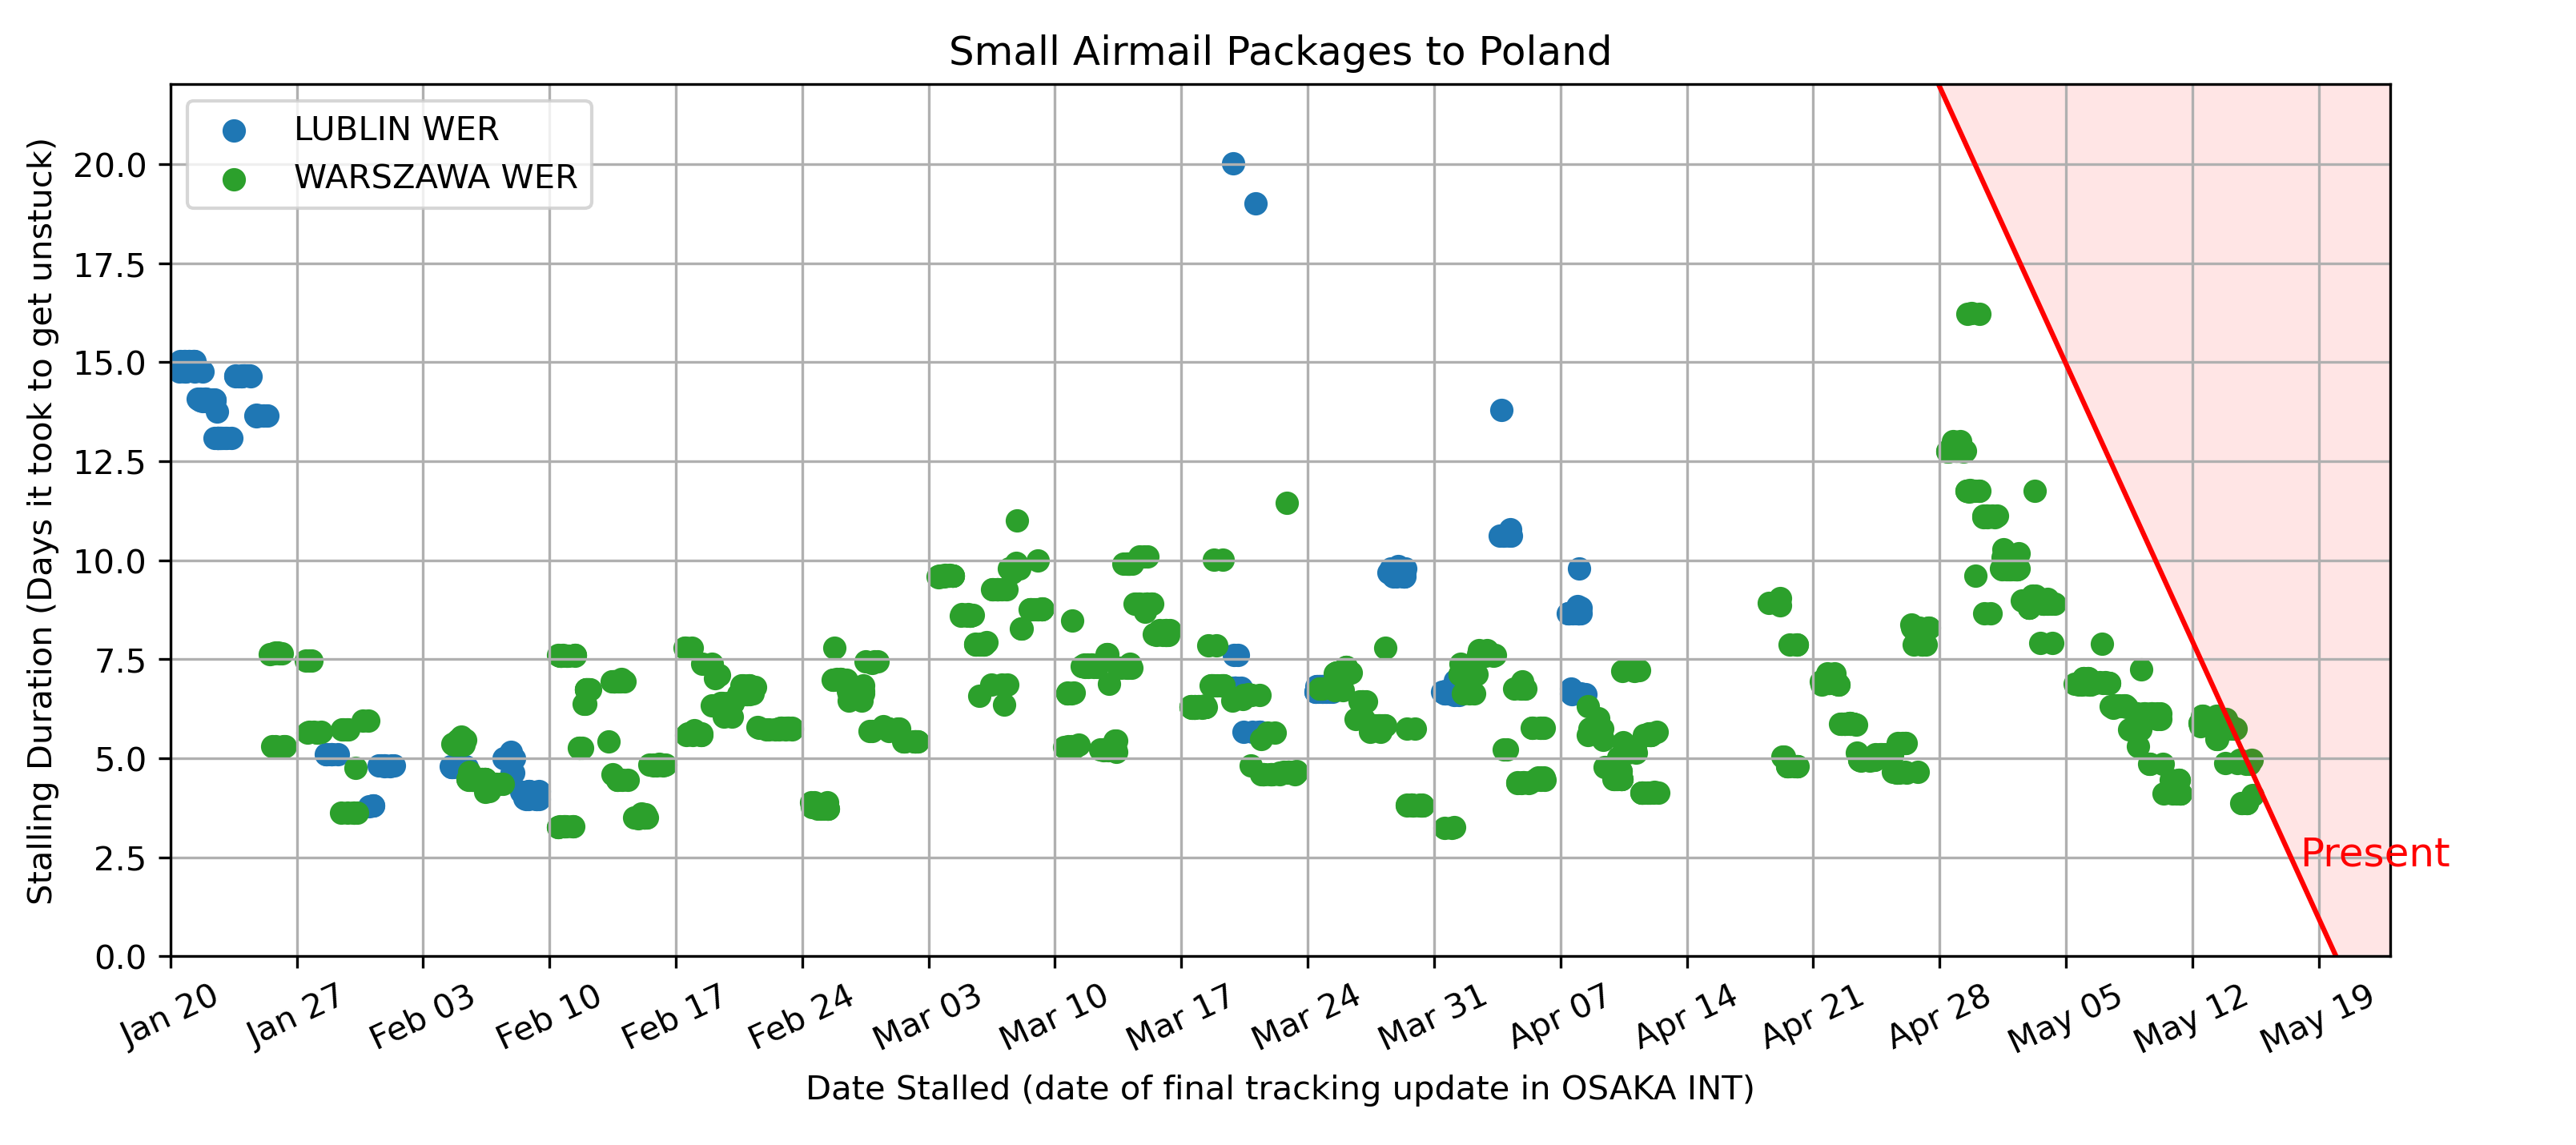 Small Airmail Packages to Poland
LUBLIN WER
WARSZAWA WER
Stalling Duration (Days it took to get unstuck)
20.0
17.5
15.0
12.5
10.0
7.5
5.0
2.5
0.0
Present
Jan 20
Jan 27
Feb 03
Feb 10
Feb 17
Feb 24
Mar 03
Mar 10
Mar 17
Mar 24
Mar 31
Apr 07
Apr 14
Apr 21
Apr 28
May 05
May 12
May 19
Date Stalled (date of final tracking update in OSAKA INT)